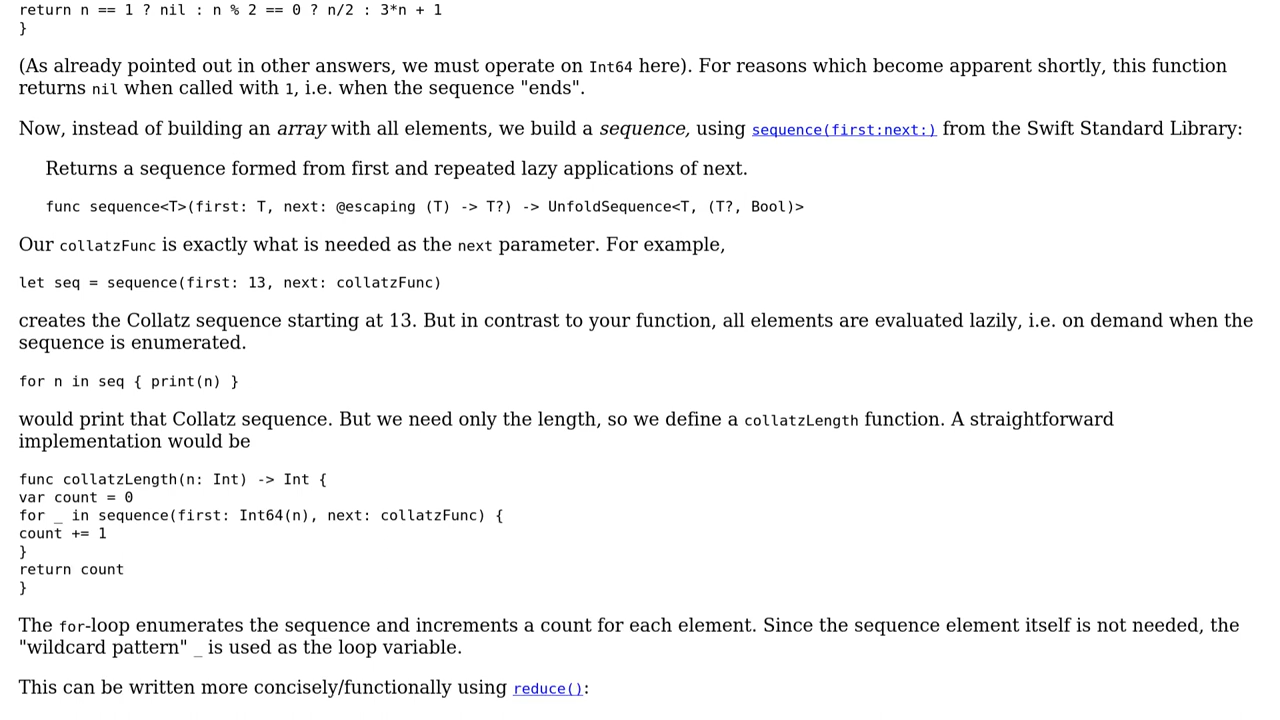 return n == 1 ? nil : n % 2 == 0 ? n/2 : 3*n + 1
}
(As already pointed out in other answers, we must operate on Int64 here). For reasons which become apparent shortly, this function
returns nil when called with 1, i.e. when the sequence "ends".
Now, instead of building an array with all elements, we build a sequence, using sequence(first:next:) from the Swift Standard Library:
Returns a sequence formed from first and repeated lazy applications of next.
func sequence<T>(first: T, next: @escaping (T) -> T?) -> UnfoldSequence<T, (T?, Bool)>
Our collatzFunc is exactly what is needed as the next parameter. For example,
let seq = sequence(first: 13, next: collatzFunc)
creates the Collatz sequence starting at 13. But in contrast to your function, all elements are evaluated lazily, i.e. on demand when the
sequence is enumerated.
for n in seq { print(n) }
would print that Collatz sequence. But we need only the length, so we define a collatzLength function. A straightforward
implementation would be
func collatzLength(n: Int) -> Int {
var count = 0
for _ in sequence(first: Int64(n), next: collatzFunc) {
count += 1
}
return count
}
The for-loop enumerates the sequence and increments a count for each element. Since the sequence element itself is not needed, the
"wildcard pattern" _ is used as the loop variable.
This can be written more concisely/functionally using reduce():